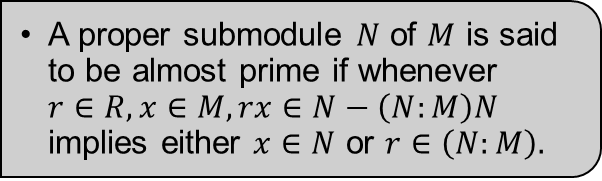 • A proper submodule 𝑁 of 𝑀 is said
to be almost prime if whenever
𝑟 ∈ 𝑅, 𝑥 ∈ 𝑀, 𝑟𝑥 ∈ 𝑁 − (𝑁: 𝑀)𝑁
implies either 𝑥 ∈ 𝑁 or 𝑟 ∈ (𝑁: 𝑀).